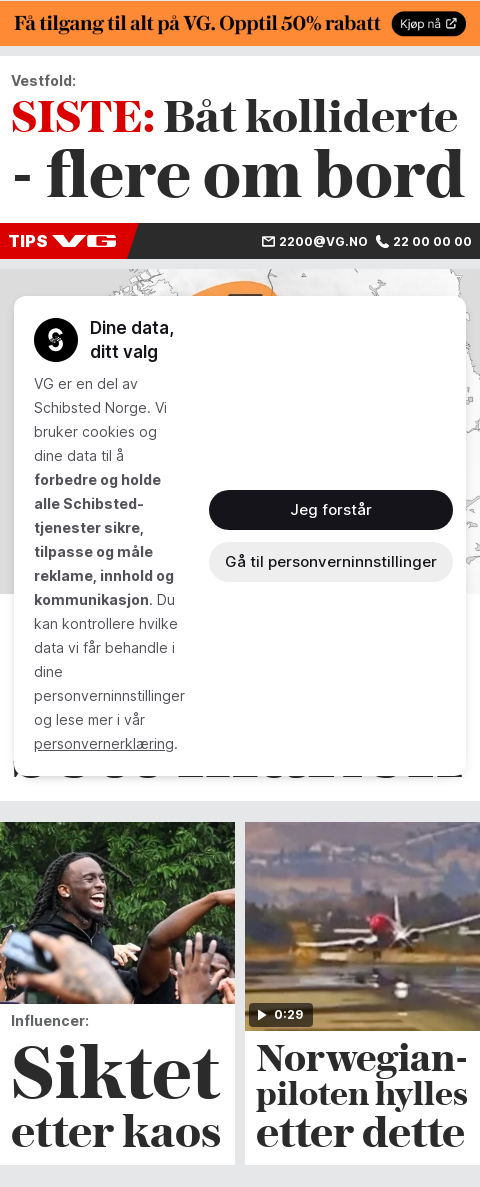 Få tilgang til alt på VG. Opptil 50% rabatt
Kjøp nå
Vestfold:
SISTE: Båt kolliderte
- flere om bord
TIPS VG
2200@VG.NO
22 00 00 00
Dine data,
ditt valg
VG er en del av
Schibsted Norge. Vi
bruker cookies og
dine data til å
forbedre og holde
alle Schibsted-
tjenester sikre,
tilpasse og måle
reklame, innhold og
kommunikasjon. Du
kan kontrollere hvilke
data vi får behandle i
dine
personverninnstillinger
og lese mer i vår
personvernerklæring.
Jeg forstår
Gå til personverninnstillinger
0:29
Influencer:
Siktet
etter kaos
Norwegian-
piloten hylles
etter dette